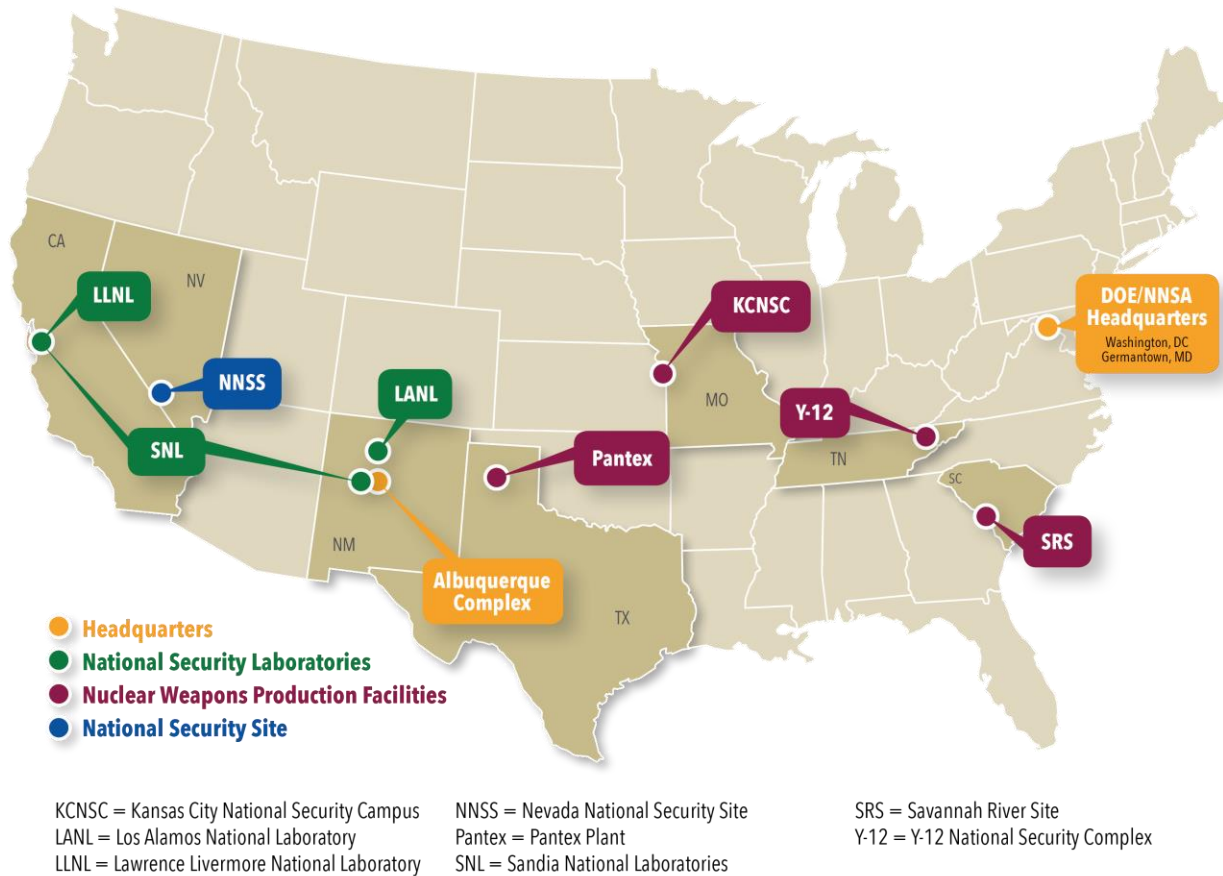 CA
NV
LLNL
NNSS
SNL
LANL
NM
Albuquerque
Complex
Pantex
TX
KCNSC
MO
Y-12
TN
SC
SRS
DOE/NNSA
Headquarters
Washington, DC
Germantown, MD
Headquarters
National Security Laboratories
Nuclear Weapons Production Facilities
National Security Site
KCNSC = Kansas City National Security Campus
LANL = Los Alamos National Laboratory
LLNL = Lawrence Livermore National Laboratory
NNSS = Nevada National Security Site
Pantex = Pantex Plant
SNL = Sandia National Laboratories
SRS = Savannah River Site
Y-12 = Y-12 National Security Complex